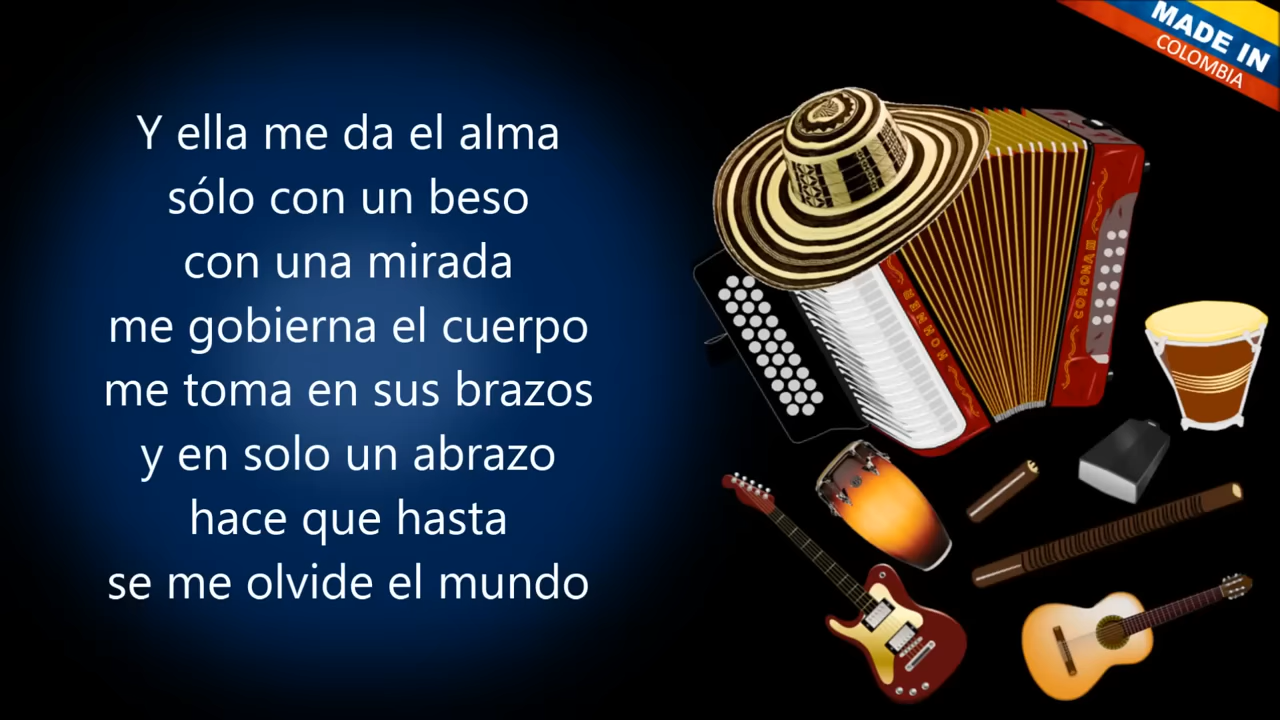 MADE IN
COLOMBIA
Y ella me da el alma
sólo con un beso
con una mirada
me gobierna el cuerpo
me toma en sus brazos
y en solo un abrazo
hace que hasta
se me olvide el mundo
HOHNER
CORONA III